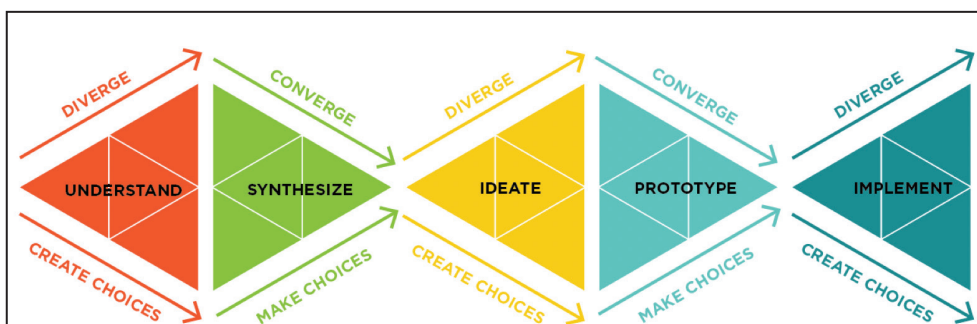 DIVERGE
CONVERGE
DIVERGE
CONVERGE
DIVERGE
UNDERSTAND
SYNTHESIZE
IDEATE
PROTOTYPE
IMPLEMENT
CREATE CHOICES
MAKE CHOICES
CREATE CHOICES
MAKE CHOICES
CREATE CHOICES